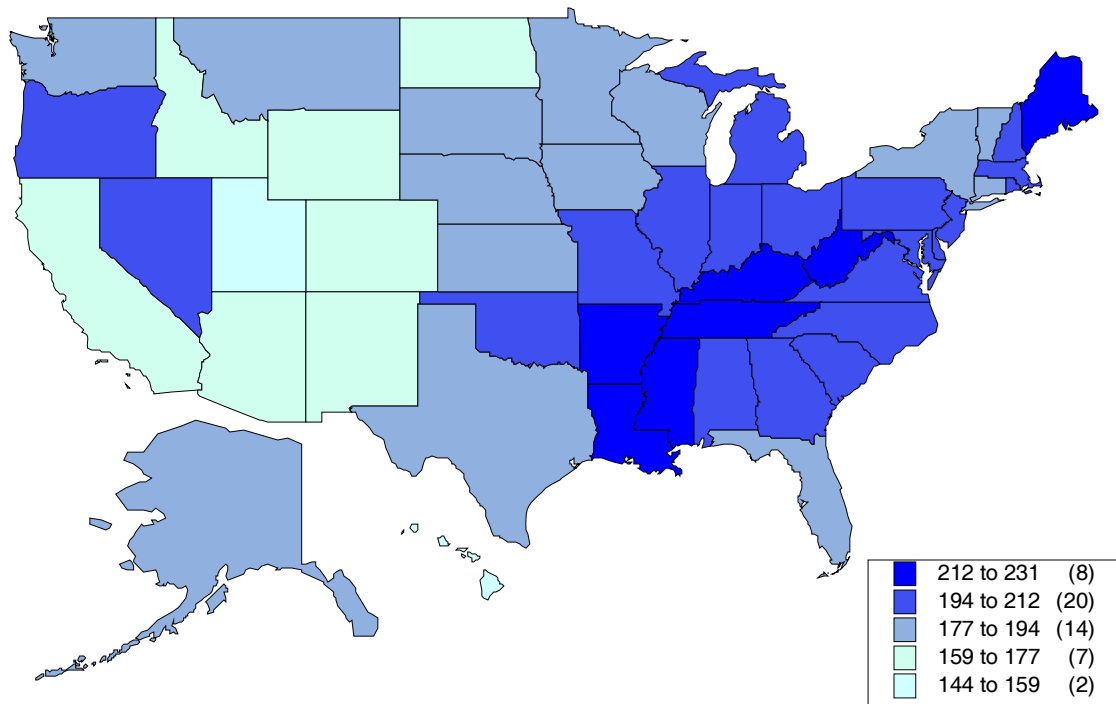 212 to 231 (8)
194 to 212 (20)
177 to 194 (14)
159 to 177 (7)
144 to 159 (2)